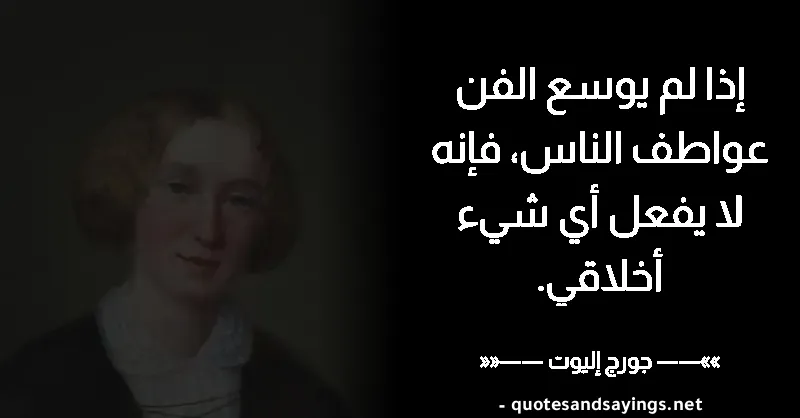 إذا لم يوسع الفن
عواطف الناس، فإنه
لا يفعل أي شيء
أخلاقي.
»»—— جورج إليوت ——««
- quotesandsayings.net